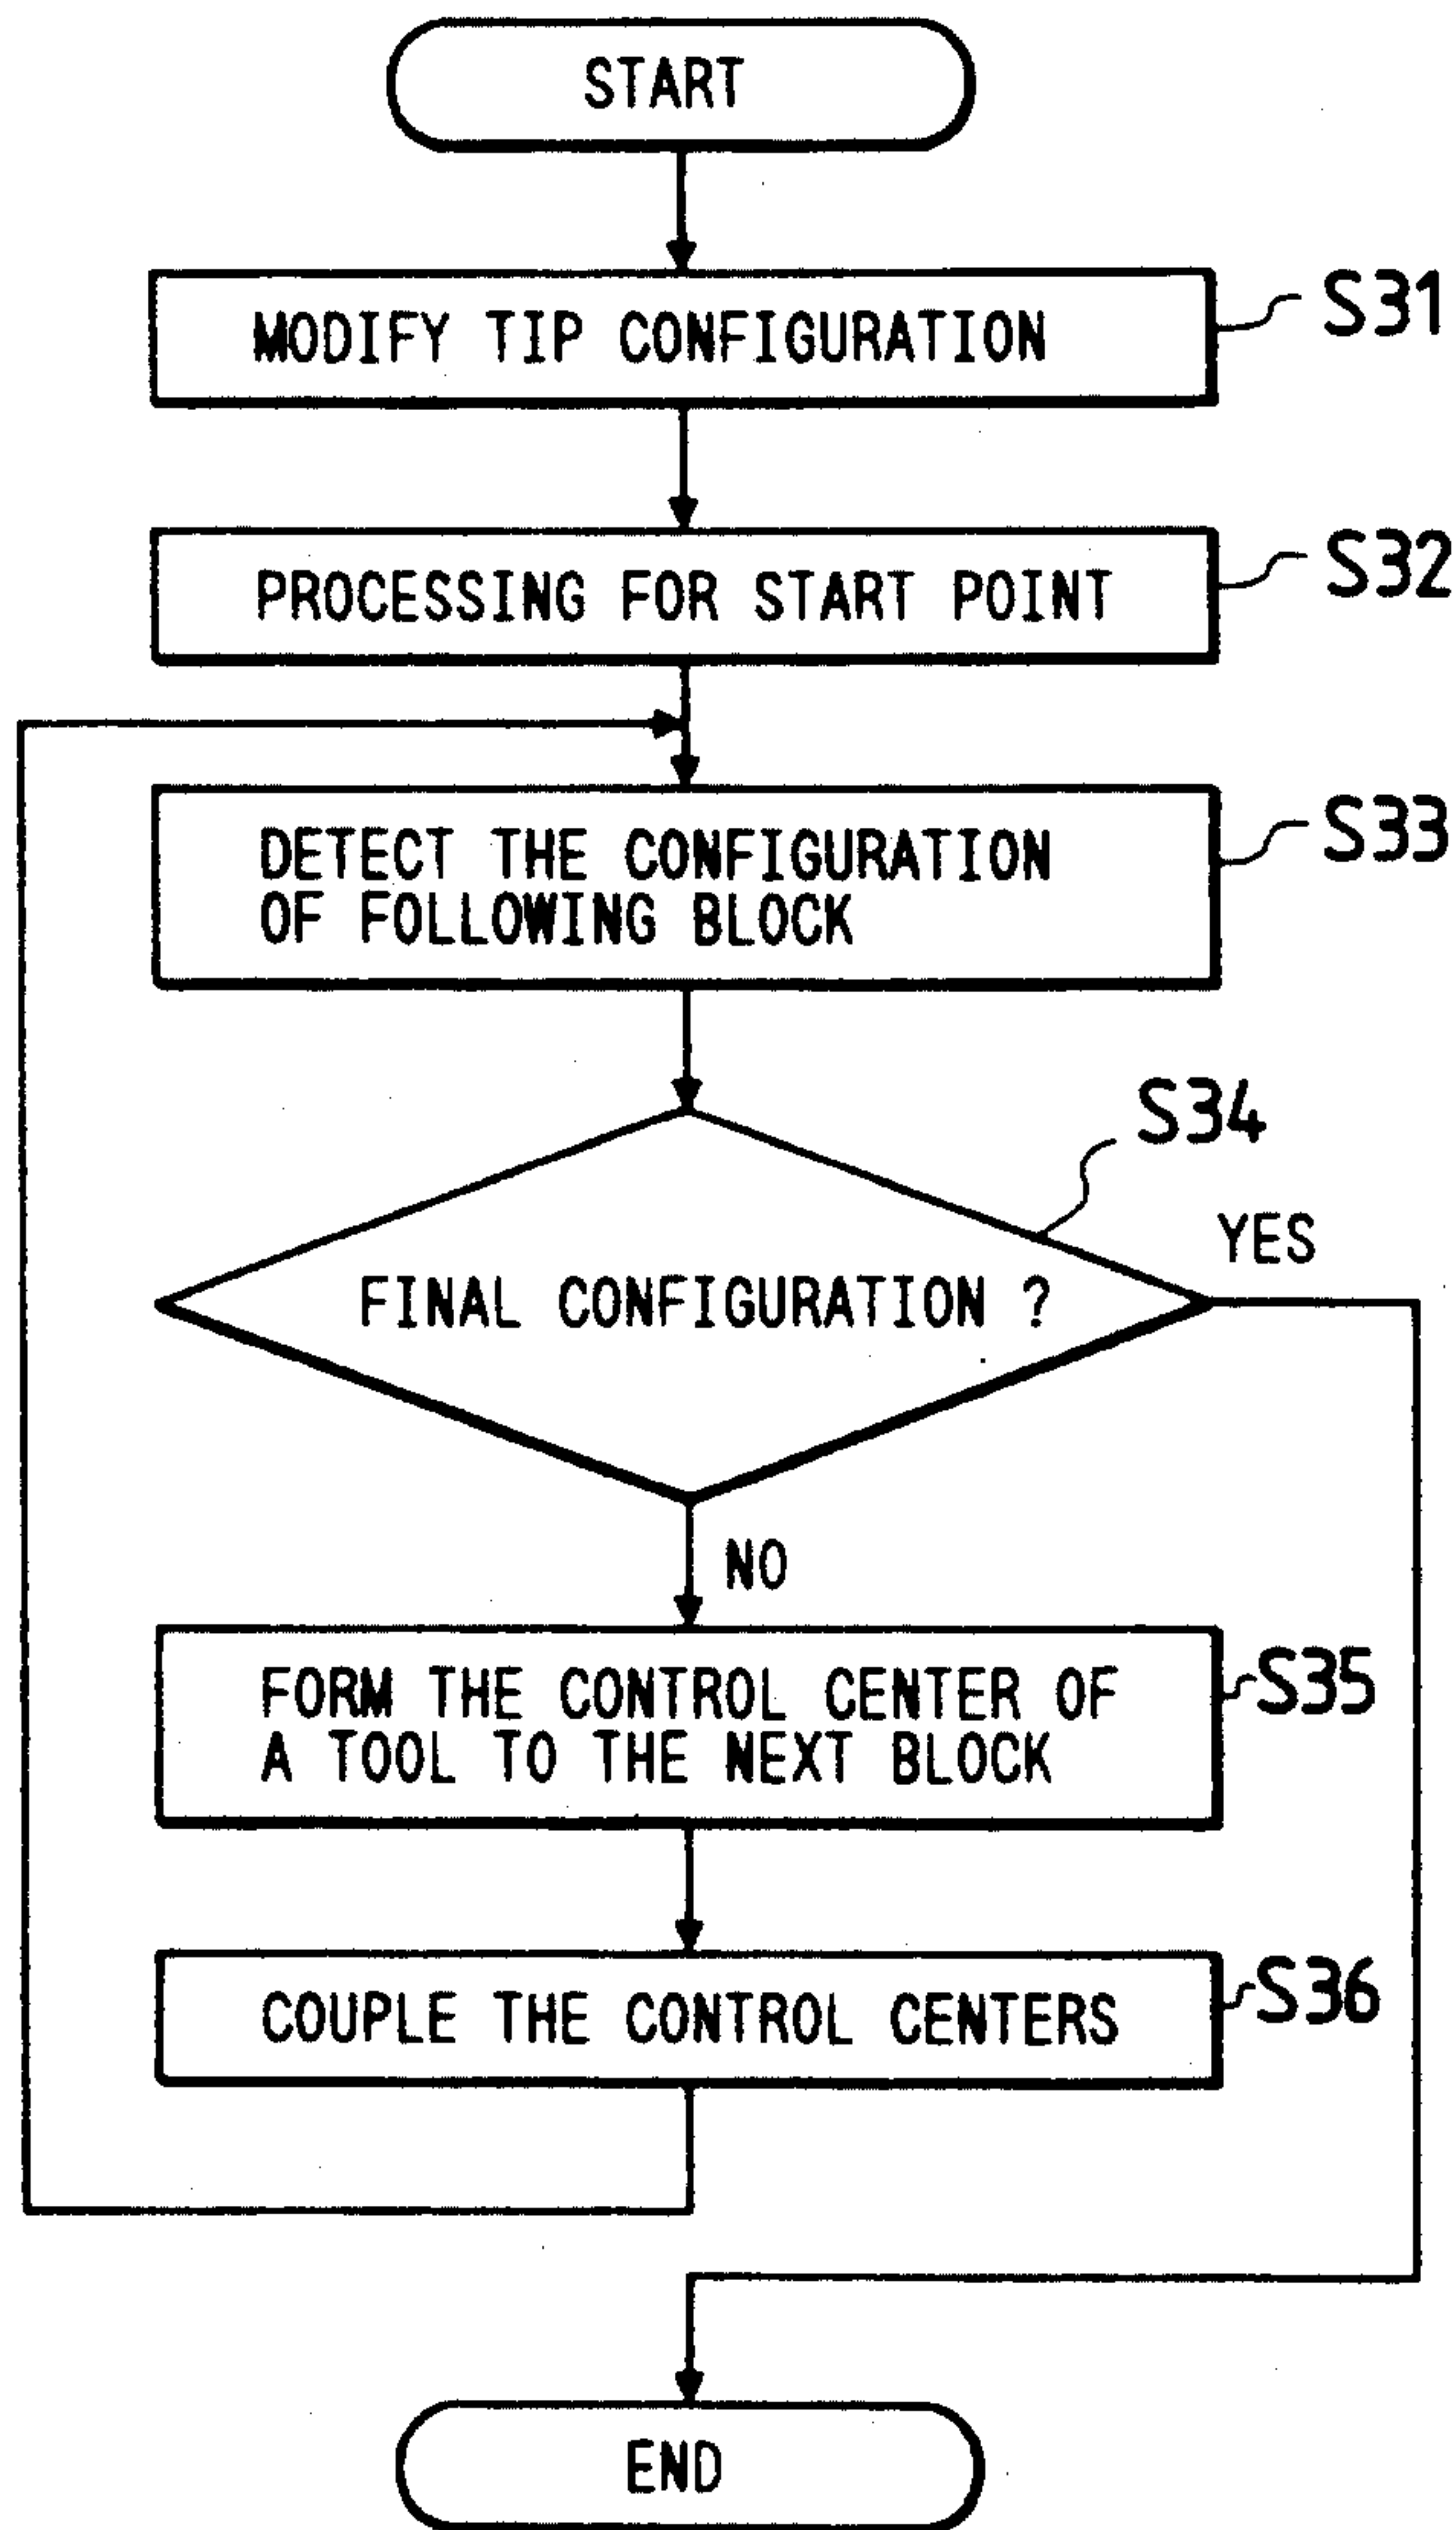 START
MODIFY TIP CONFIGURATION
S31
PROCESSING FOR START POINT
S32
DETECT THE CONFIGURATION
OF FOLLOWING BLOCK
S33
S34
YES
FINAL CONFIGURATION ?
NO
FORM THE CONTROL CENTER OF
A TOOL TO THE NEXT BLOCK
S35
COUPLE THE CONTROL CENTERS
S36
END